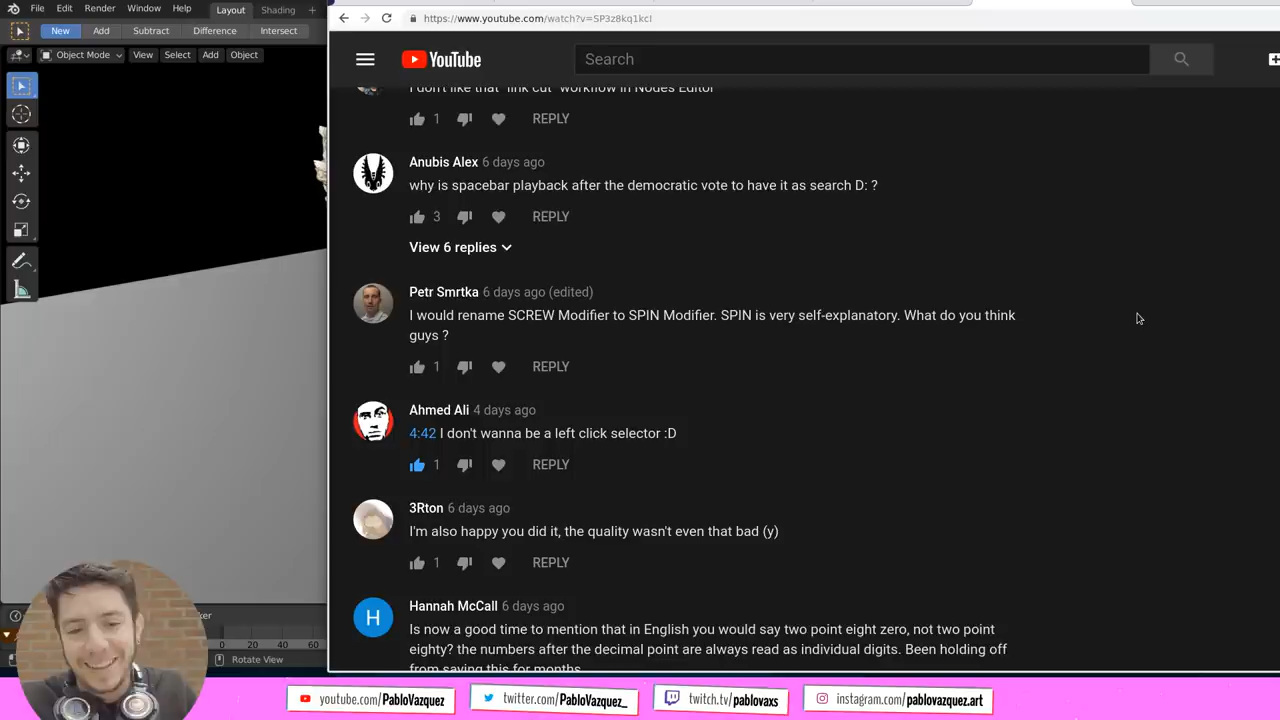 File Edit Render Window Help Layout Shading
https://www.youtube.com/watch?v=SP3z8kq1kcI
New Add Subtract Difference Intersect
Object Mode View Select Add Object
YouTube
Search
I don't like that "link cut" workflow in Nodes Editor
1 REPLY
Anubis Alex 6 days ago
why is spacebar playback after the democratic vote to have it as search D: ?
3 REPLY
View 6 replies
Petr Smrtka 6 days ago (edited)
I would rename SCREW Modifier to SPIN Modifier. SPIN is very self-explanatory. What do you think
guys ?
1 REPLY
Ahmed Ali 4 days ago
4:42 I don't wanna be a left click selector :D
1 REPLY
3Rton 6 days ago
I'm also happy you did it, the quality wasn't even that bad (y)
1 REPLY
H
Hannah McCall 6 days ago
Is now a good time to mention that in English you would say two point eight zero, not two point
eighty? the numbers after the decimal point are always read as individual digits. Been holding off
from saying this for months.
20 40 60
Rotate View
youtube.com/PabloVazquez
twitter.com/PabloVazquez_
twitch.tv/pablovaxs
instagram.com/pablovazquez.art